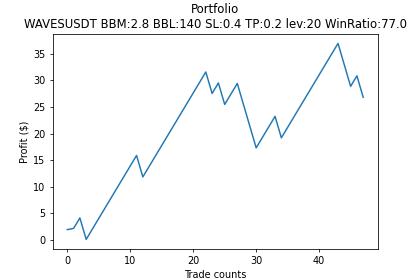 Portfolio
WAVESUSDT BBM:2.8 BBL:140 SL:0.4 TP:0.2 lev:20 WinRatio:77.0
35
30
25
20
15
10
5
0
Profit ($)
0 10 20 30 40
Trade counts